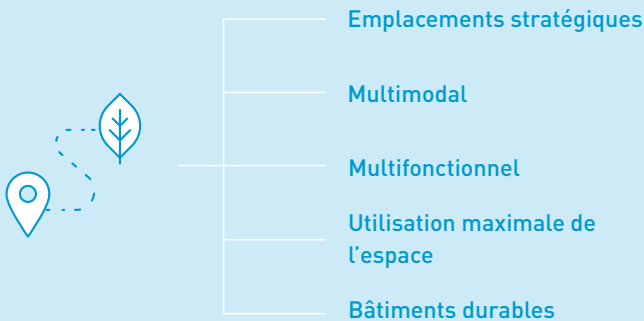 Emplacements stratégiques
Multimodal
Multifonctionnel
Utilisation maximale de
l’espace
Bâtiments durables